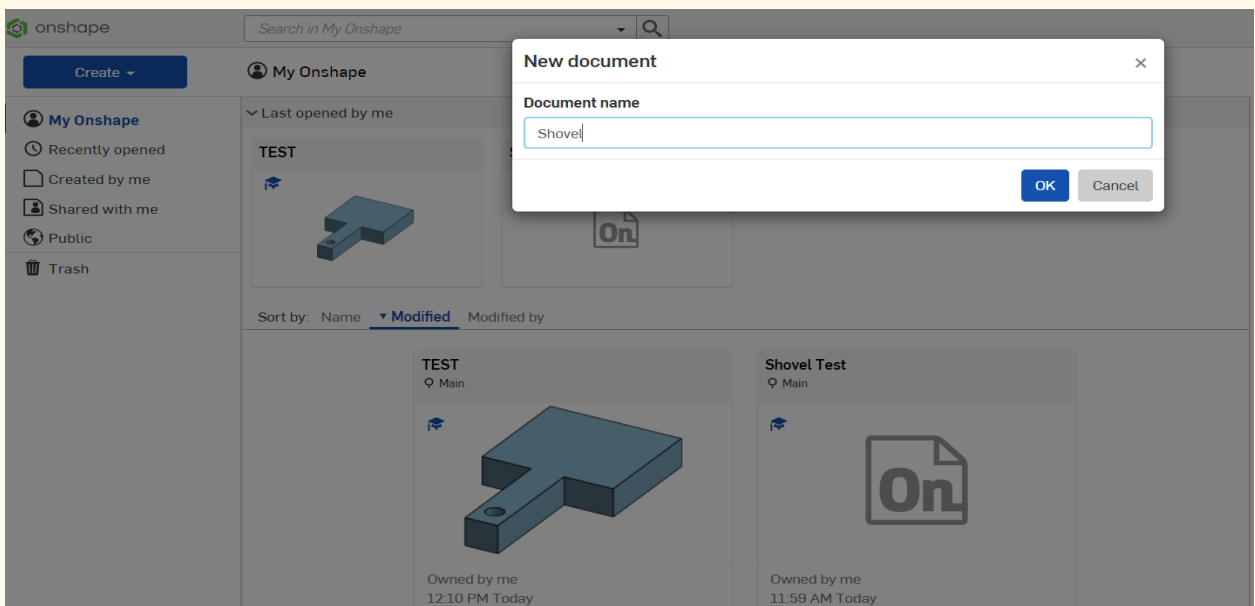 onshape
Search in My Onshape
Create
My Onshape
My Onshape
Recently opened
Created by me
Shared with me
Public
Trash
Last opened by me
TEST
On
New document
Document name
Shovel
OK
Cancel
Sort by: Name Modified Modified by
TEST
Main
Owned by me
12:10 PM Today
Shovel Test
Main
On
Owned by me
11:59 AM Today